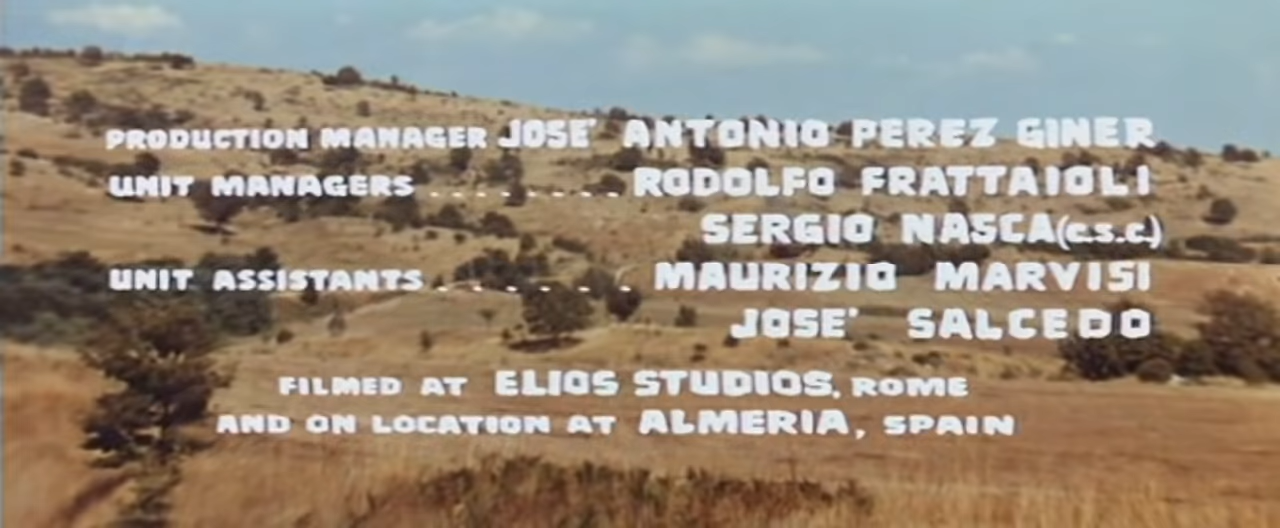 PRODUCTION MANAGER JOSE' ANTONIO PEREZ GINER
UNIT MANAGERS ........ RODOLFO FRATTAIOLI
SERGIO NASCA (c.s.c.)
UNIT ASSISTANTS ........ MAURIZIO MARVISI
JOSE' SALCEDO
FILMED AT ELIOS STUDIOS, ROME
AND ON LOCATION AT ALMERIA, SPAIN